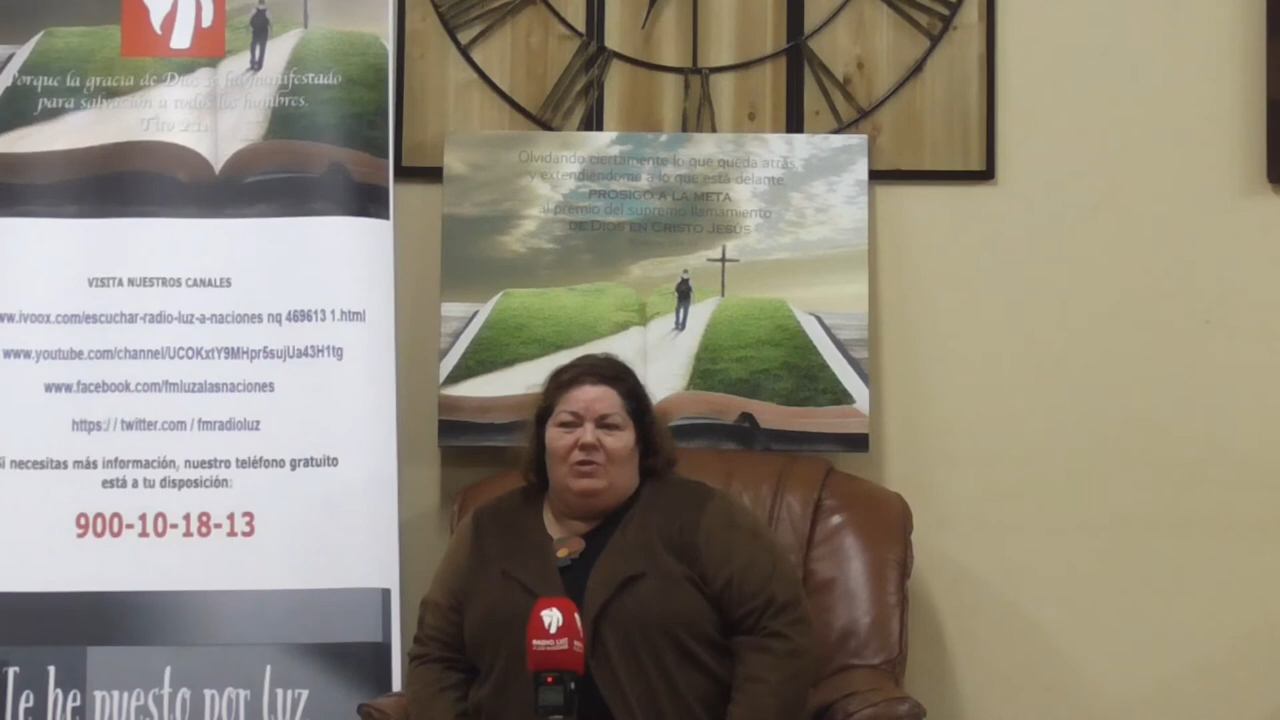 Porque la gracia de Dios se ha manifestado
para salvación a todos los hombres.
Tito 2:11
VISITA NUESTROS CANALES
ww.ivoox.com/escuchar-radio-luz-a-naciones nq 469613 1.html
www.youtube.com/channel/UCOKxtY9MHpr5sujUa43H1tg
www.facebook.com/fmluzalasnaciones
https:// twitter.com / fmradioluz
Si necesitas más información, nuestro teléfono gratuito
está a tu disposición:
900-10-18-13
Te he puesto por luz
Olvidando ciertamente lo que queda atrás,
y extendiéndome a lo que está delante,
PROSIGO A LA META
al premio del supremo llamamiento
DE DIOS EN CRISTO JESÚS
RADIO LUZ